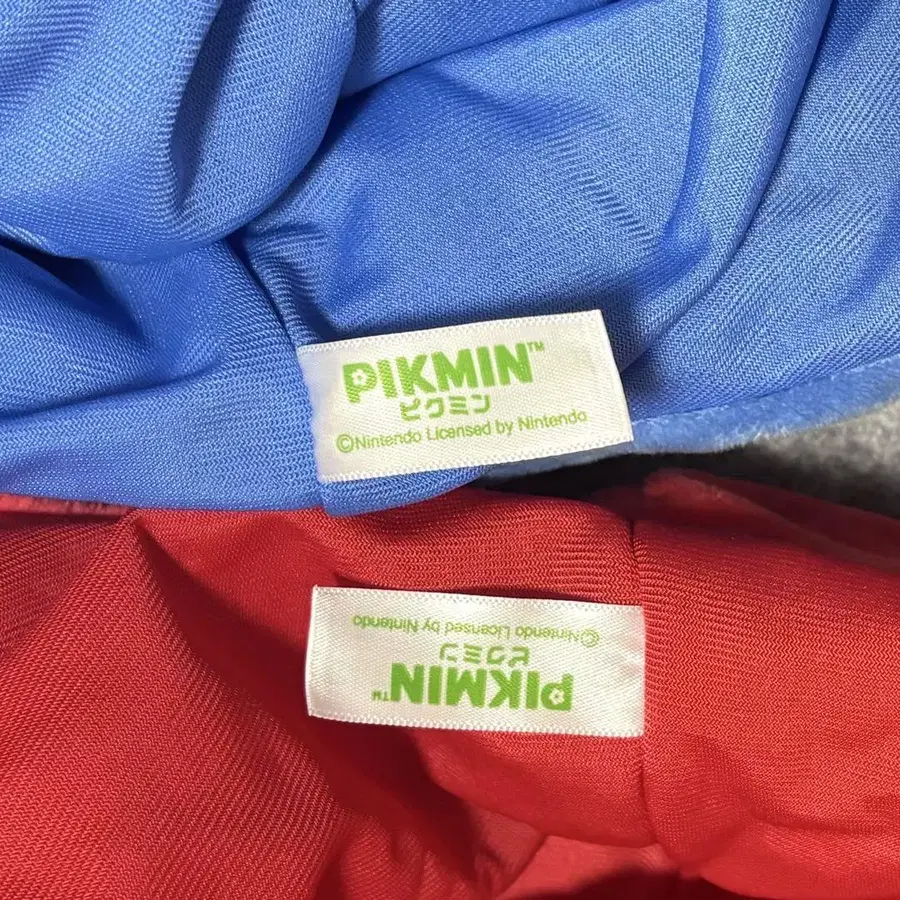 PIKMIN™
ピクミン
©Nintendo Licensed by Nintendo
PIKMIN™
ピクミン
©Nintendo Licensed by Nintendo